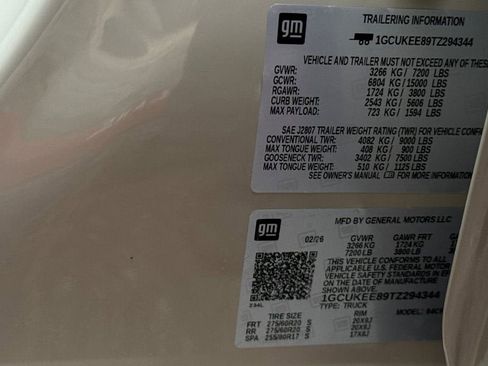 gm
TRAILERING INFORMATION
1GCUKEE89TZ294344
VEHICLE AND TRAILER MUST NOT EXCEED ANY OF THESE
GVWR: 3266 KG / 7200 LBS
GCWR: 6804 KG / 15000 LBS
RGAWR: 1724 KG / 3800 LBS
CURB WEIGHT: 2543 KG / 5606 LBS
MAX PAYLOAD: 723 KG / 1594 LBS
SAE J2807 TRAILER WEIGHT RATING (TWR) FOR VEHICLE CONFI
CONVENTIONAL TWR: 4082 KG / 9000 LBS
MAX TONGUE WEIGHT: 408 KG / 900 LBS
GOOSENECK TWR: 3402 KG / 7500 LBS
MAX TONGUE WEIGHT: 510 KG / 1125 LBS
SEE OWNER'S MANUAL FOR MORE INFORMATION
gm
MFD BY GENERAL MOTORS LLC
02/26 GVWR GAWR FRT
3266 KG 1724 KG
7200 LB 3800 LB
THIS VEHICLE CONFORMS TO ALL
APPLICABLE U.S. FEDERAL MOTOR
VEHICLE SAFETY STANDARDS IN E
THE DATE OF MANUFACTURE
1GCUKEE89TZ294344
TYPE: TRUCK MODEL:
TIRE SIZE RIM
FRT 275/60R20 S 20X9J
RR 275/60R20 S 20X9J
SPA 255/80R17 S 17X8J